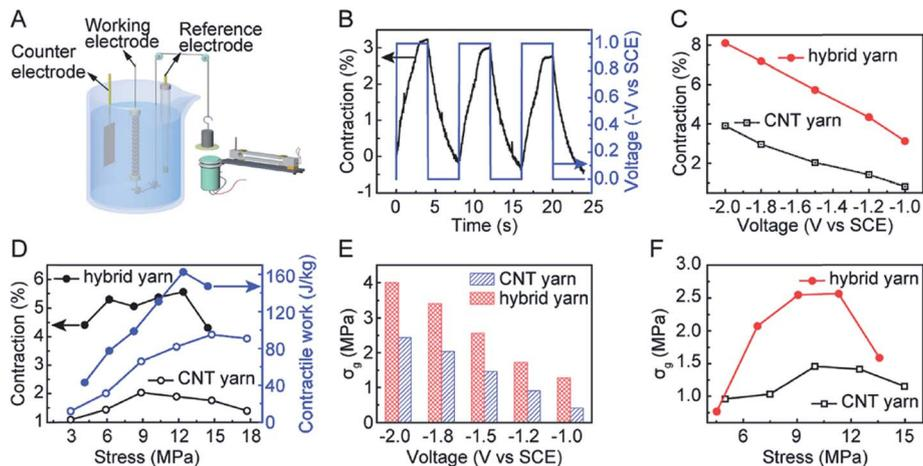 A
Working electrode
Counter electrode
Reference electrode
B
Contraction (%)
3
2
1
0
-1
0 5 10 15 20 25
Time (s)
1.0
0.8
0.6
0.4
0.2
0.0
Voltage (-V vs SCE)
C
Contraction (%)
8
6
4
2
hybrid yarn
CNT yarn
-2.0 -1.8 -1.6 -1.4 -1.2 -1.0
Voltage (V vs SCE)
D
Contraction (%)
6
5
4
3
2
1
hybrid yarn
CNT yarn
3 6 9 12 15 18
Stress (MPa)
160
120
80
40
0
Contractile work (J/kg)
E
σg (MPa)
4
3
2
1
0
CNT yarn
hybrid yarn
-2.0 -1.8 -1.5 -1.2 -1.0
Voltage (V vs SCE)
F
σg (MPa)
3.0
2.5
2.0
1.5
1.0
hybrid yarn
CNT yarn
6 9 12 15
Stress (MPa)